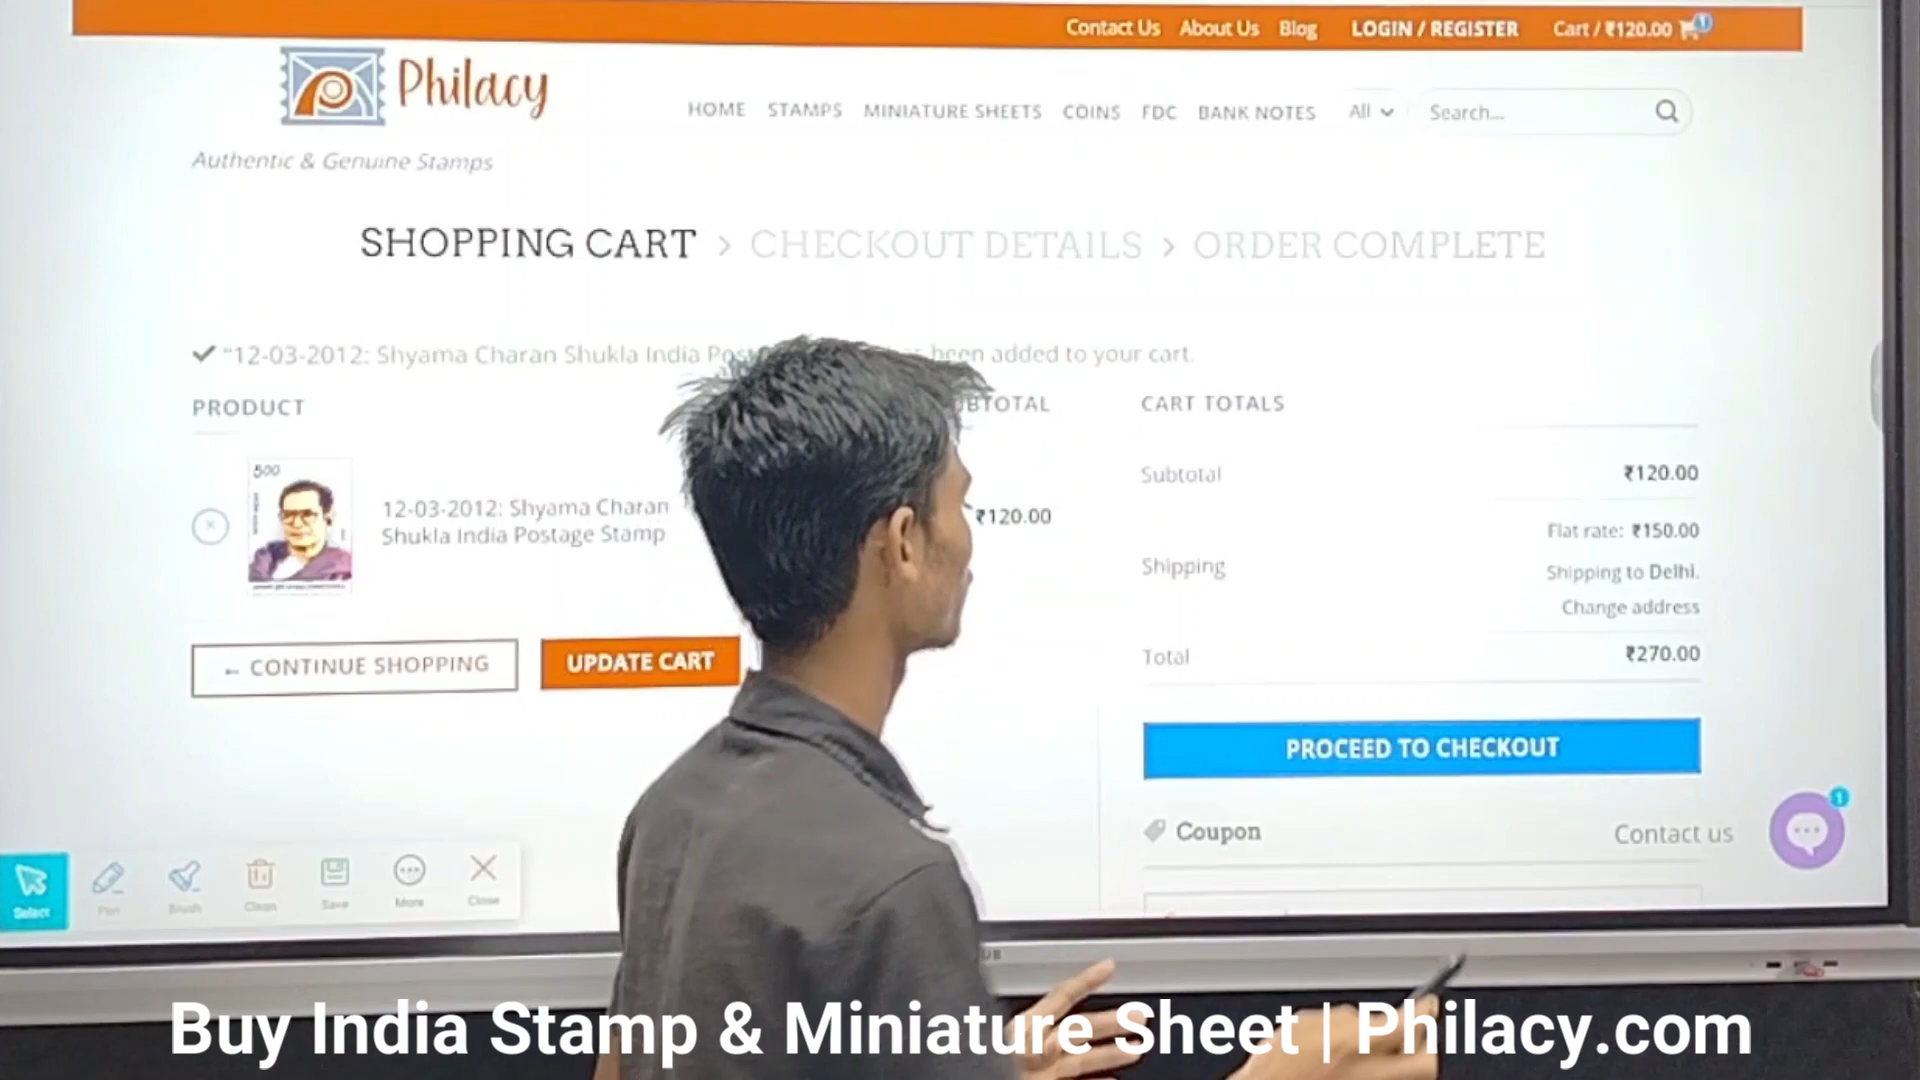 Contact Us About Us Blog LOGIN / REGISTER Cart / ₹120.00 1
Philacy
HOME STAMPS MINIATURE SHEETS COINS FDC BANK NOTES All Search...
Authentic & Genuine Stamps
SHOPPING CART > CHECKOUT DETAILS > ORDER COMPLETE
"12-03-2012: Shyama Charan Shukla India been added to your cart.
PRODUCT
CART TOTALS
500
Subtotal ₹120.00
12-03-2012: Shyama Charan
Shukla India Postage Stamp
₹120.00
Flat rate: ₹150.00
Shipping
Shipping to Delhi.
Change address
Total ₹270.00
← CONTINUE SHOPPING UPDATE CART
PROCEED TO CHECKOUT
Coupon
Contact us
1
Select Pen Brush Clean Save More Close
Buy India Stamp & Miniature Sheet | Philacy.com